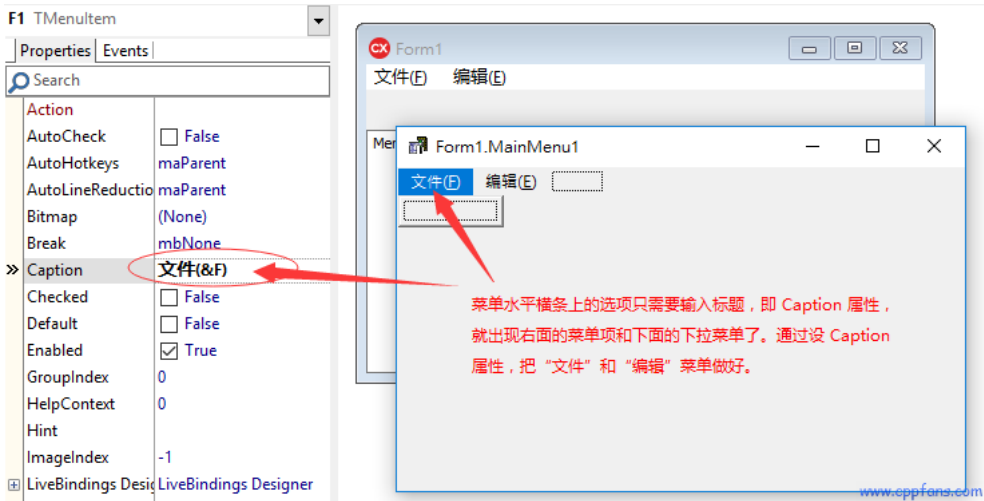 F1 TMenuItem
Properties Events
Search
Action
AutoCheck False
AutoHotkeys maParent
AutoLineReductio maParent
Bitmap (None)
Break mbNone
Caption 文件(&F)
Checked False
Default False
Enabled True
GroupIndex 0
HelpContext 0
Hint
ImageIndex -1
LiveBindings Desig LiveBindings Designer
Form1
文件(F) 编辑(E)
Mer
Form1.MainMenu1
文件(F) 编辑(E)
菜单水平横条上的选项只需要输入标题，即 Caption 属性，
就出现右面的菜单项和下面的下拉菜单了。通过设 Caption
属性，把“文件”和“编辑”菜单做好。
www.cppfans.com